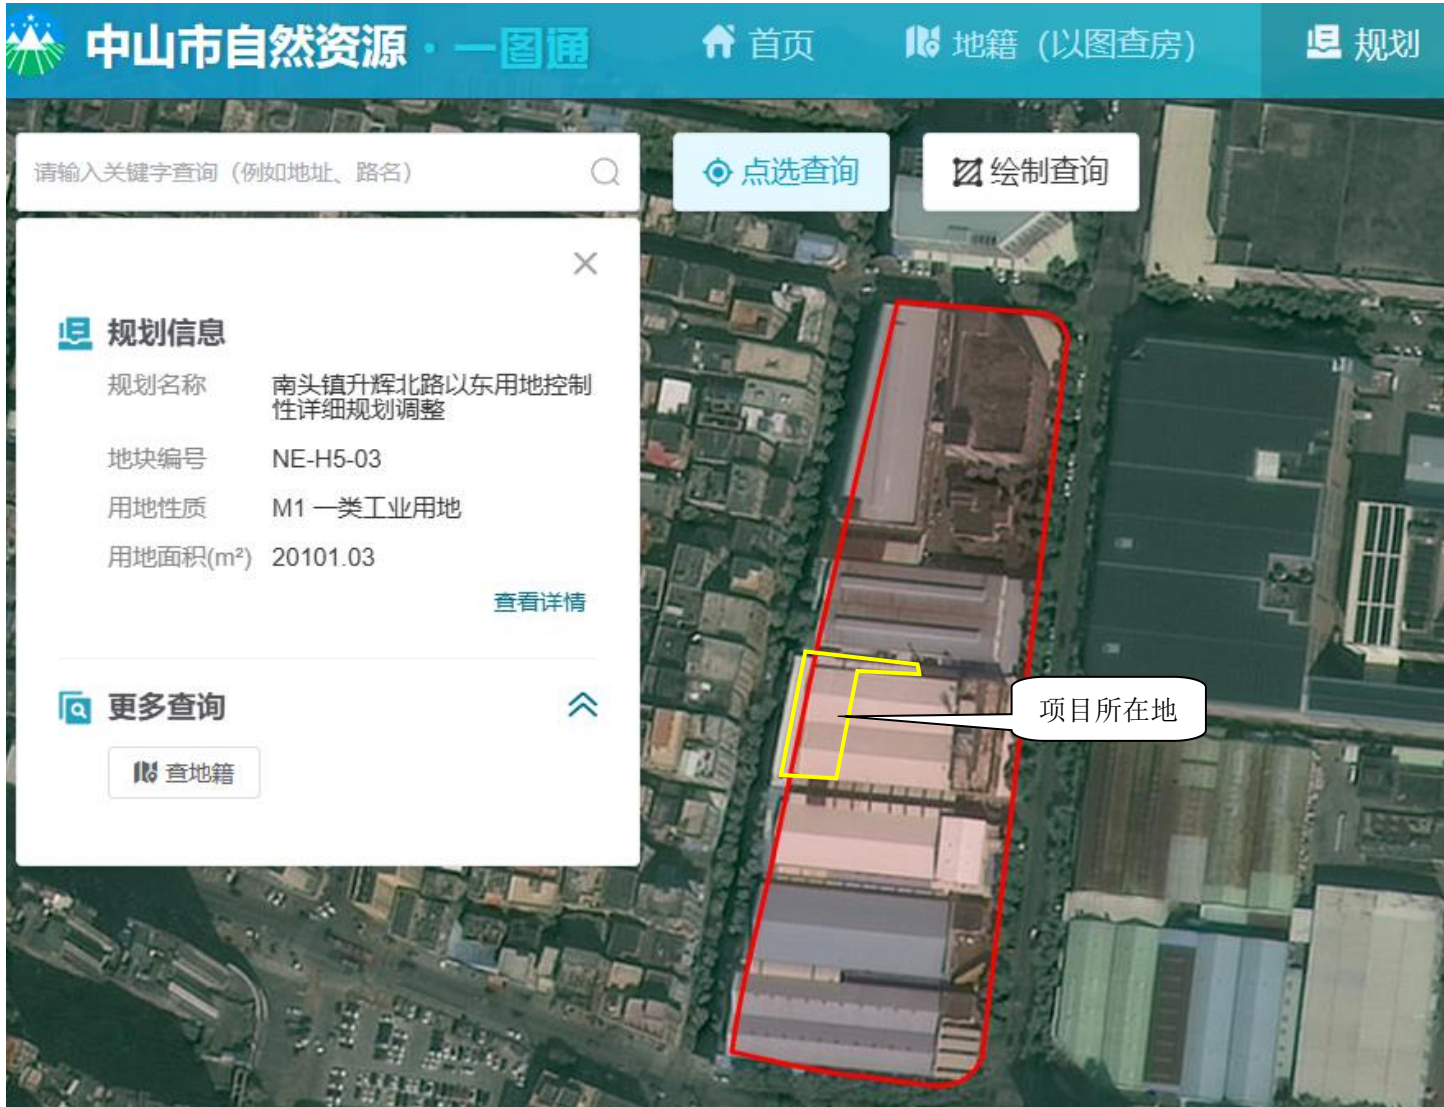 中山市自然资源·一图通
首页
地籍（以图查房）
规划
请输入关键字查询（例如地址、路名）
点选查询
绘制查询
规划信息
规划名称 南头镇升辉北路以东用地控制
性详细规划调整
地块编号 NE-H5-03
用地性质 M1 一类工业用地
用地面积(m²) 20101.03
查看详情
更多查询
查地籍
项目所在地